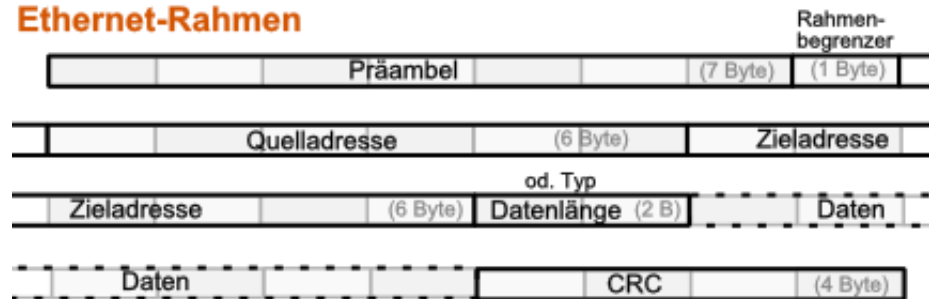 Ethernet-Rahmen
Rahmen-
begrenzer
Präambel (7 Byte) (1 Byte)
Quelladresse (6 Byte) Zieladresse
od. Typ
Zieladresse (6 Byte) Datenlänge (2 B) Daten
Daten CRC (4 Byte)